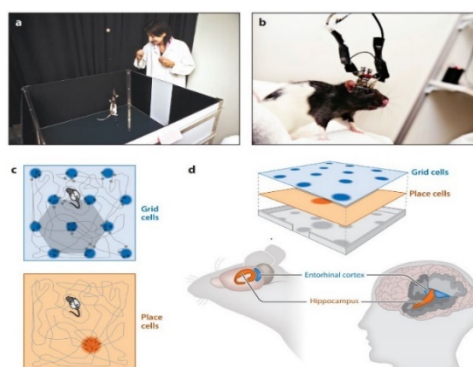 a
b
c
Grid
cells
Place
cells
d
Grid cells
Place cells
Entorhinal cortex
Hippocampus